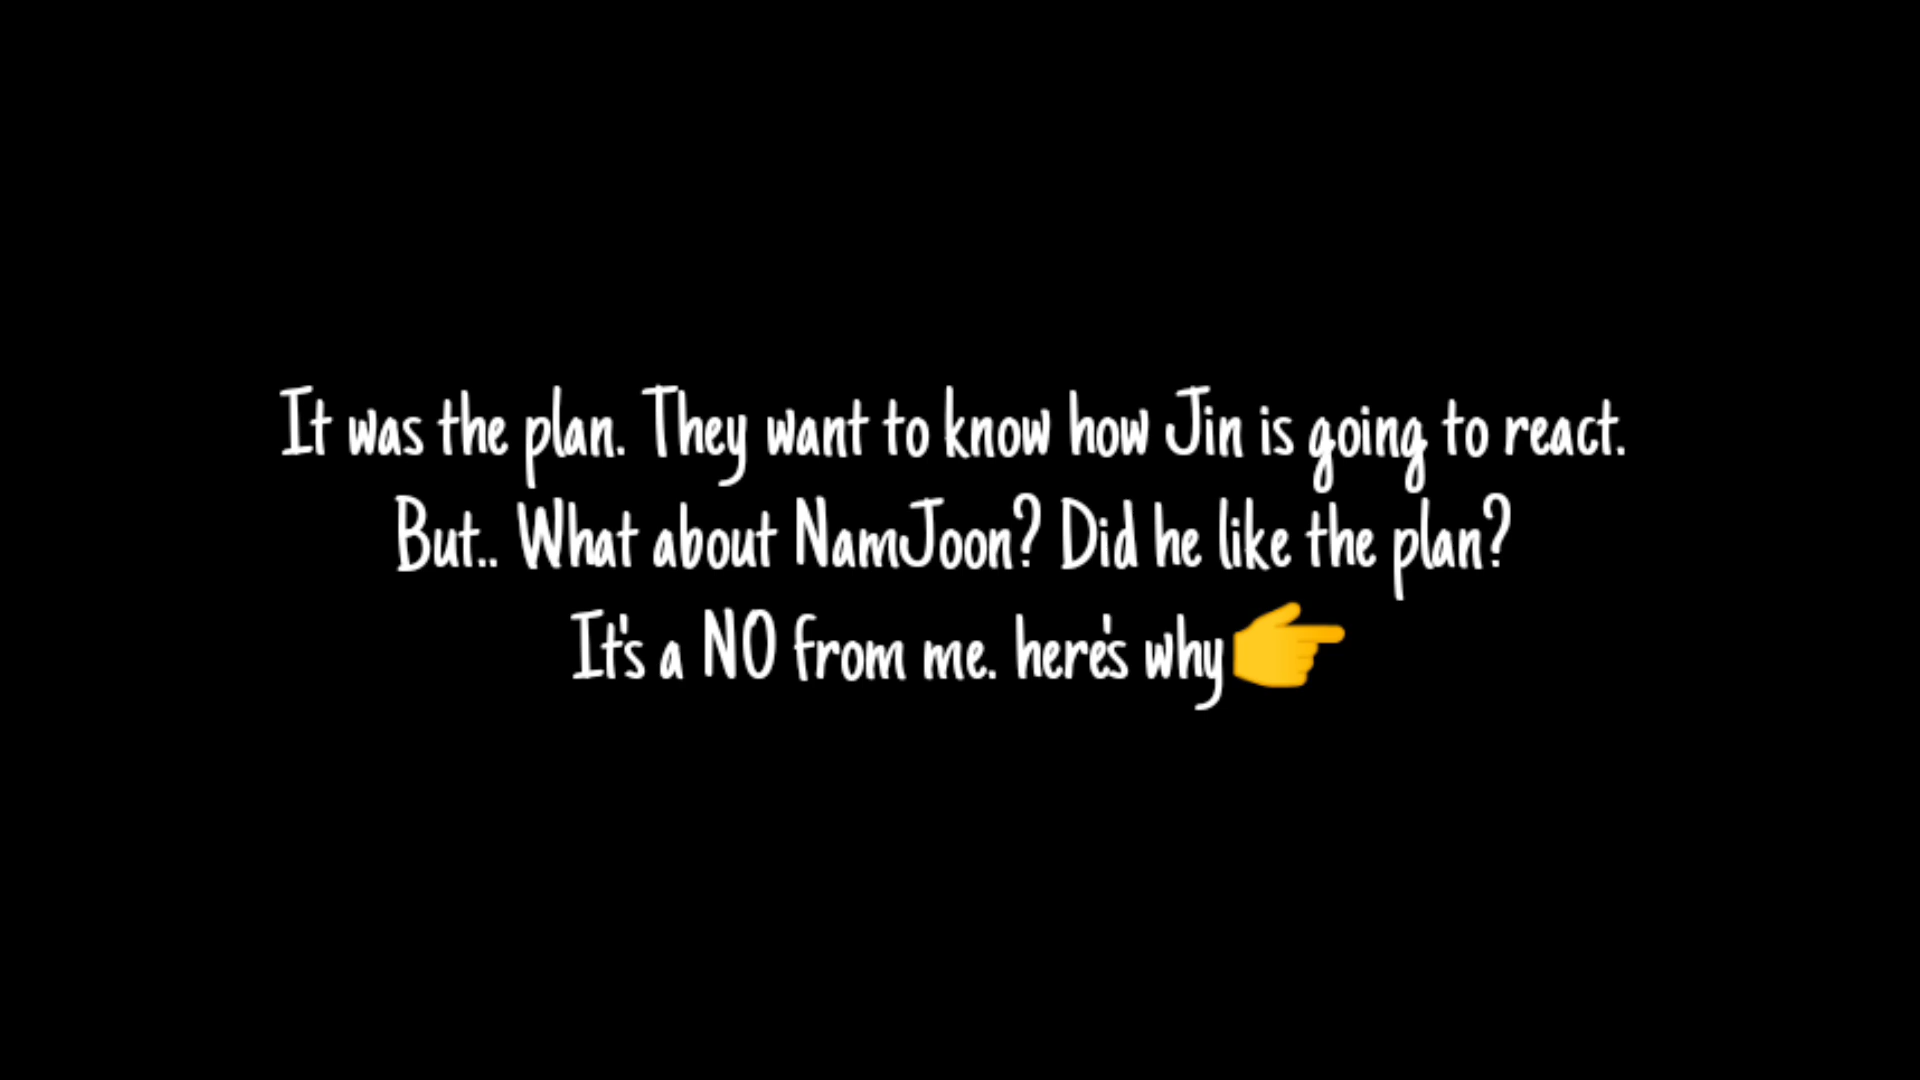 It was the plan. They want to know how Jin is going to react.
But.. What about NamJoon? Did he like the plan?
It's a NO from me. here's why👉